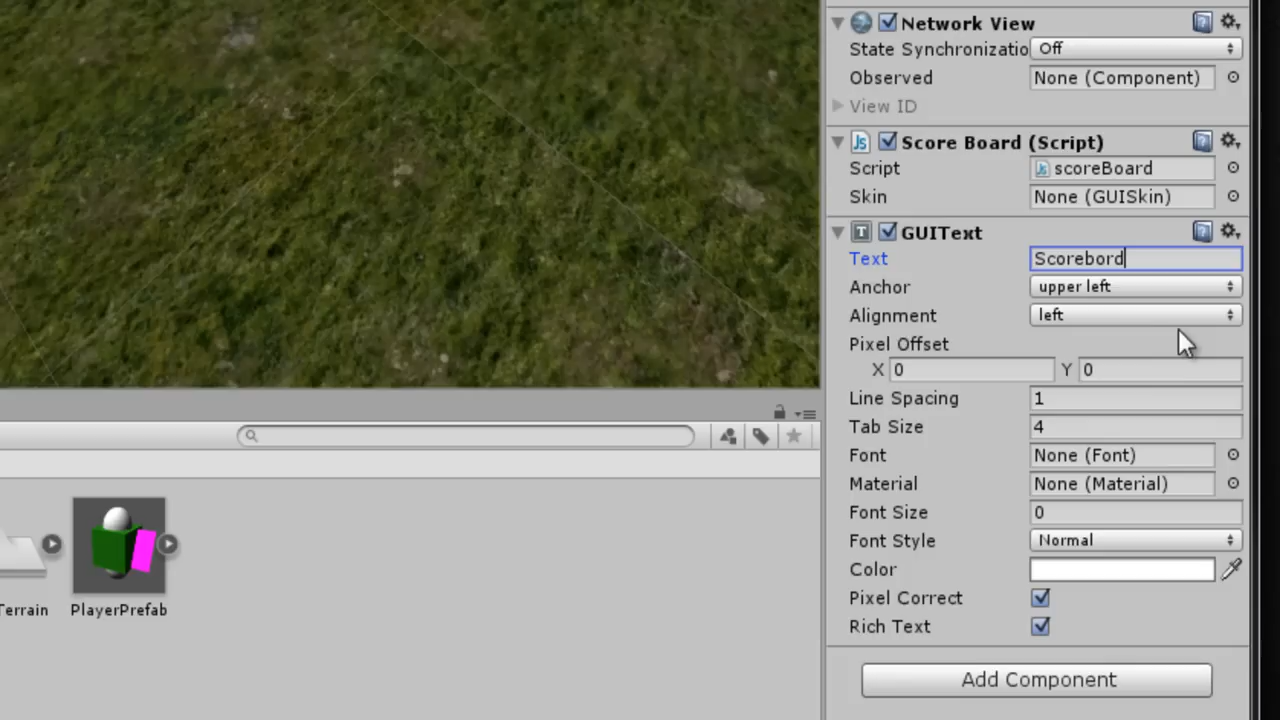 Network View
State Synchronizatio Off
Observed None (Component)
View ID
Score Board (Script)
Script scoreBoard
Skin None (GUISkin)
GUIText
Text Scorebord
Anchor upper left
Alignment left
Pixel Offset
X 0 Y 0
Line Spacing 1
Tab Size 4
Font None (Font)
Material None (Material)
Font Size 0
Font Style Normal
Color
Pixel Correct
Rich Text
Add Component
Terrain PlayerPrefab